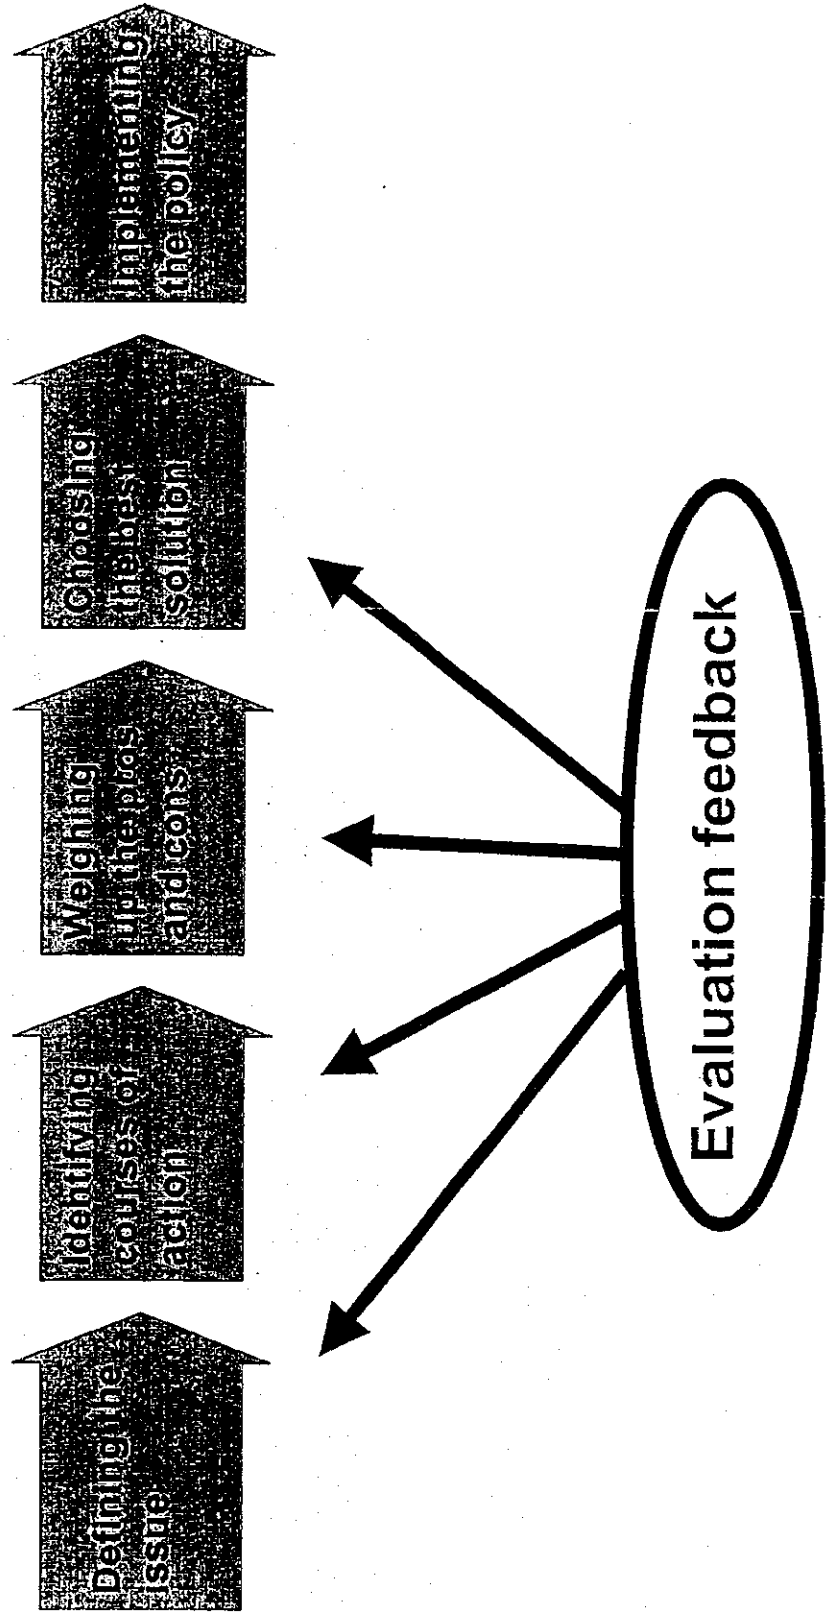 Defining the
issue
Identifying
courses of
action
Weighing
up the pros
and cons
Choosing
the best
solution
Implementing
the policy
Evaluation feedback